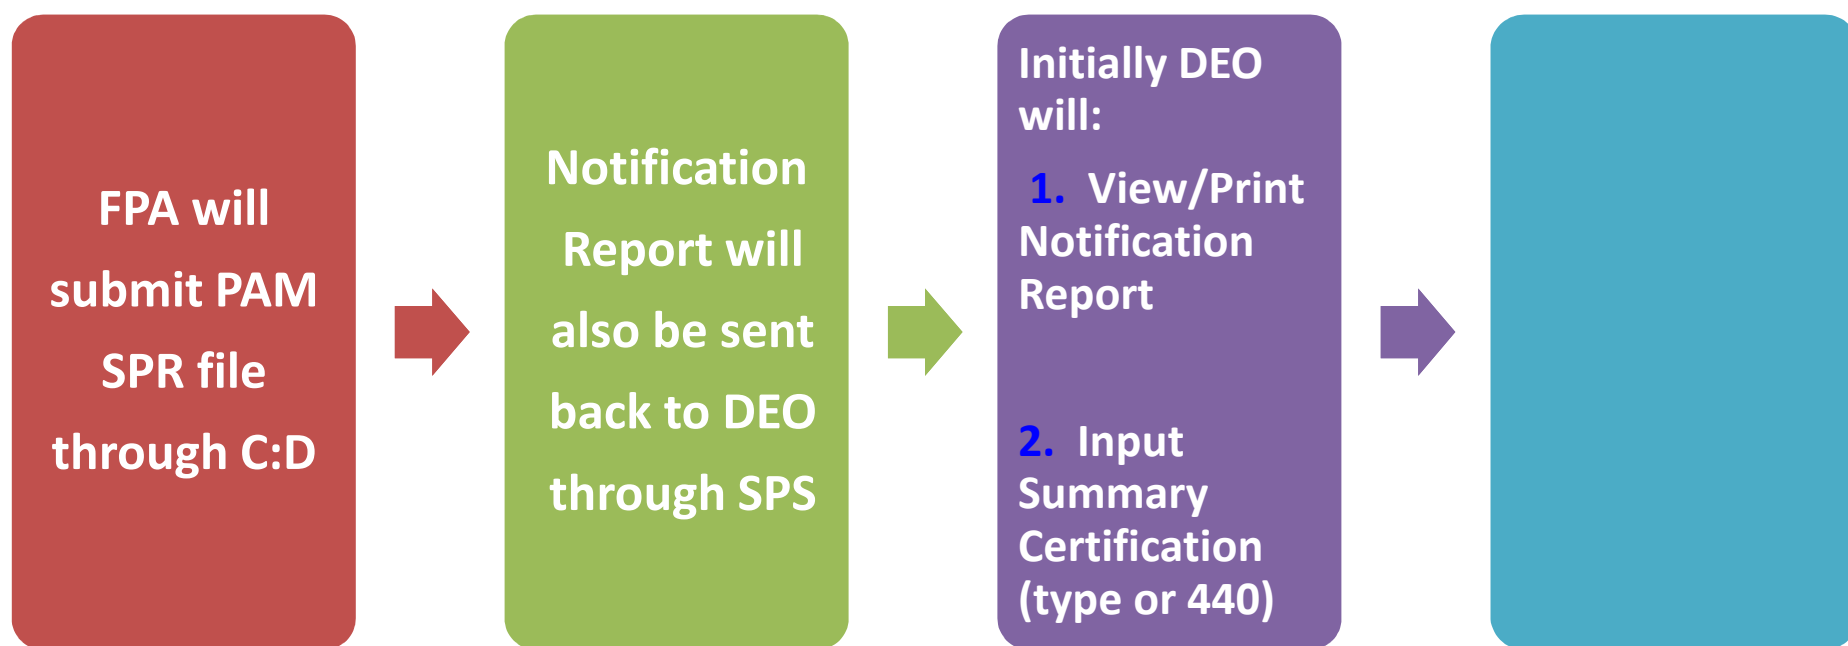 FPA will
submit PAM
SPR file
through C:D
Notification
Report will
also be sent
back to DEO
through SPS
Initially DEO
will:
1. View/Print
Notification
Report
2. Input
Summary
Certification
(type or 440)